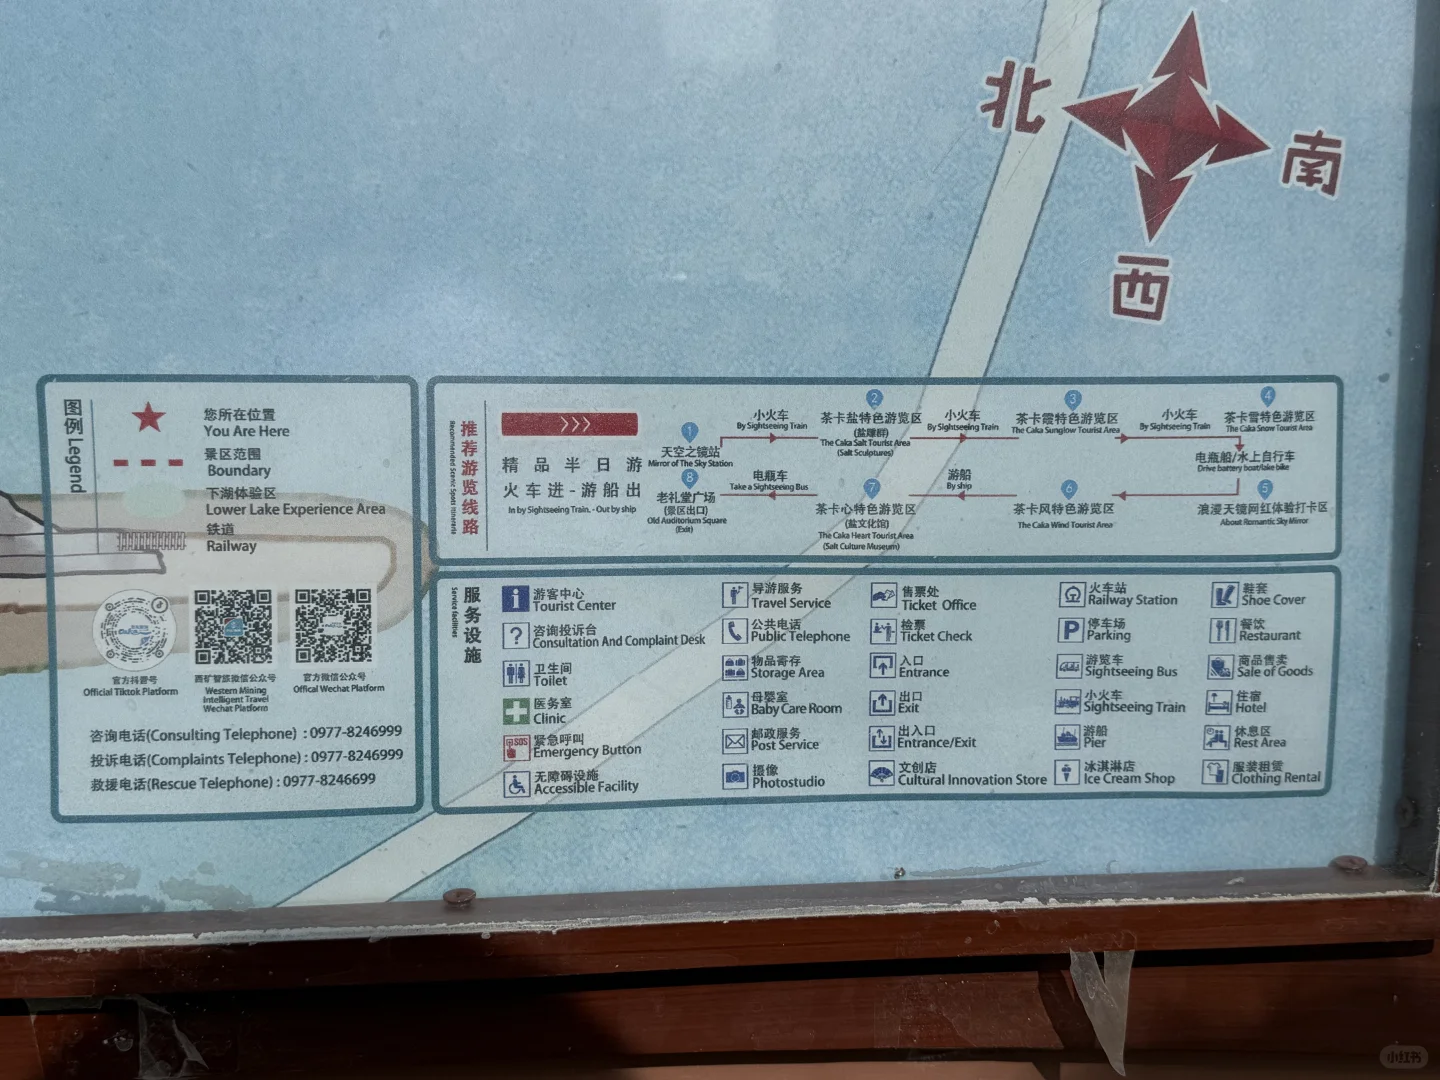 北
南
西
图例 Legend
您所在位置
You Are Here
景区范围
Boundary
下湖体验区
Lower Lake Experience Area
铁道
Railway
官方抖音号
Official Tiktok Platform
西矿智旅微信公众号
Western Mining
Intelligent Travel
Wechat Platform
官方微信公众号
Offical Wechat Platform
咨询电话(Consulting Telephone) : 0977-8246999
投诉电话(Complaints Telephone) : 0977-8246999
救援电话(Rescue Telephone) : 0977-8246699
推荐游览线路
Recommended Scenic Spots Itineraria
精品半日游
火车进-游船出
In by Sightseeing Train, - Out by ship
1
天空之镜站
Mirror of The Sky Station
小火车
By Sightseeing Train
2
茶卡盐特色游览区
(盐雕群)
The Caka Salt Tourist Area
(Salt Sculptures)
小火车
By Sightseeing Train
3
茶卡霞特色游览区
The Caka Sunglow Tourist Area
小火车
By Sightseeing Train
4
茶卡雪特色游览区
The Caka Snow Tourist Area
电瓶船/水上自行车
Drive battery boat/lake bike
5
浪漫天镜网红体验打卡区
About Romantic Sky Mirror
6
茶卡风特色游览区
The Caka Wind Tourist Area
游船
By ship
7
茶卡心特色游览区
(盐文化馆)
The Caka Heart Tourist Area
(Salt Culture Museum)
电瓶车
Take a Sightseeing Bus
8
老礼堂广场
(景区出口)
Old Auditorium Square
(Exit)
服务设施
Service facilities
游客中心
Tourist Center
咨询投诉台
Consultation And Complaint Desk
卫生间
Toilet
医务室
Clinic
SOS
紧急呼叫
Emergency Button
无障碍设施
Accessible Facility
导游服务
Travel Service
公共电话
Public Telephone
物品寄存
Storage Area
母婴室
Baby Care Room
邮政服务
Post Service
摄像
Photostudio
售票处
Ticket Office
检票
Ticket Check
入口
Entrance
出口
Exit
出入口
Entrance/Exit
文创店
Cultural Innovation Store
火车站
Railway Station
P
停车场
Parking
游览车
Sightseeing Bus
小火车
Sightseeing Train
游船
Pier
冰淇淋店
Ice Cream Shop
鞋套
Shoe Cover
餐饮
Restaurant
商品售卖
Sale of Goods
住宿
Hotel
休息区
Rest Area
服装租赁
Clothing Rental
小红书